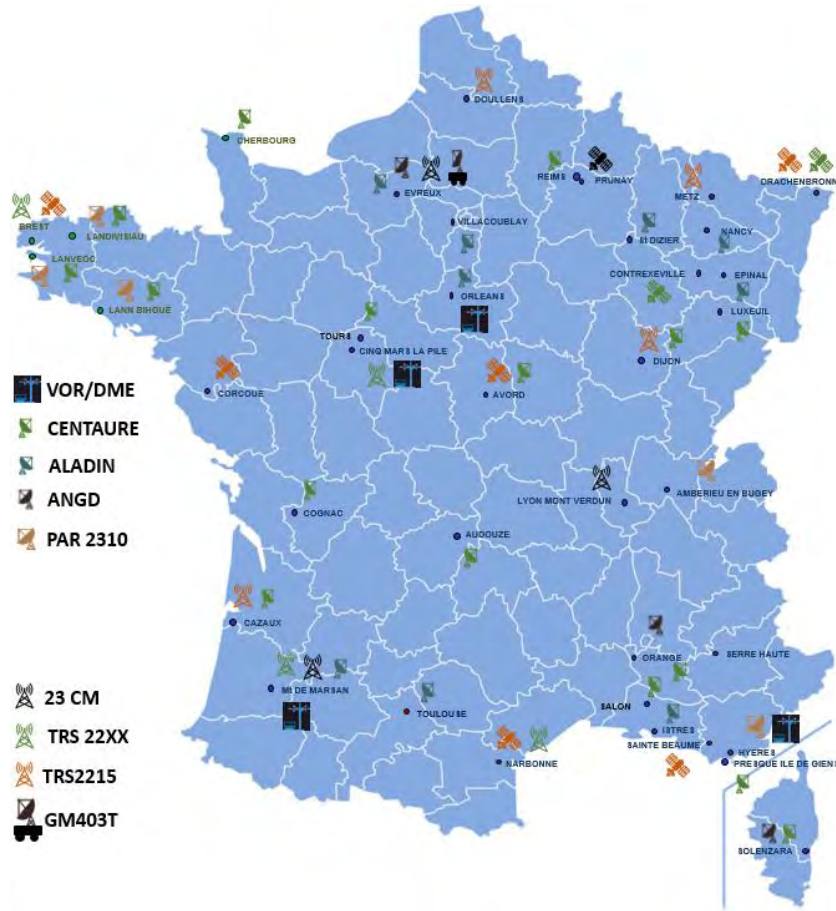 DOULLENS
CHERBOURG
EVREUX
REIMS
PRUNAY
METZ
DRACHENBRONN
BREST
LANDIVISIAU
LANVEOC
VILLACOUBLAY
St DIZIER
NANCY
CONTREXEVILLE
EPINAL
LANN BIHOUE
ORLEANS
LUXEUIL
TOURS
CINQ MARS LA PILE
DIJON
CORCOUE
AVORD
VOR/DME
CENTAURE
ALADIN
ANGD
PAR 2310
LYON MONT VERDUN
AMBERIEU EN BUGEY
COGNAC
AUDOUZE
CAZAUX
ORANGE
SERRE HAUTE
Mt DE MARSAN
TOULOUSE
SALON
ISTRES
SAINTE BEAUME
HYERES
NARBONNE
PRESQUE ILE DE GIENS
23 CM
TRS 22XX
TRS2215
GM403T
SOLENZARA